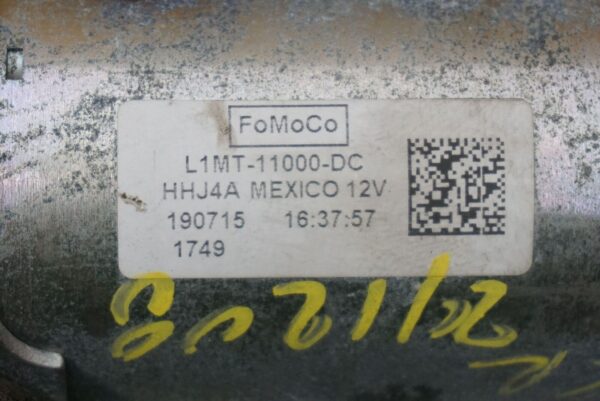 FoMoCo
L1MT-11000-DC
HHJ4A MEXICO 12V
190715 16:37:57
1749